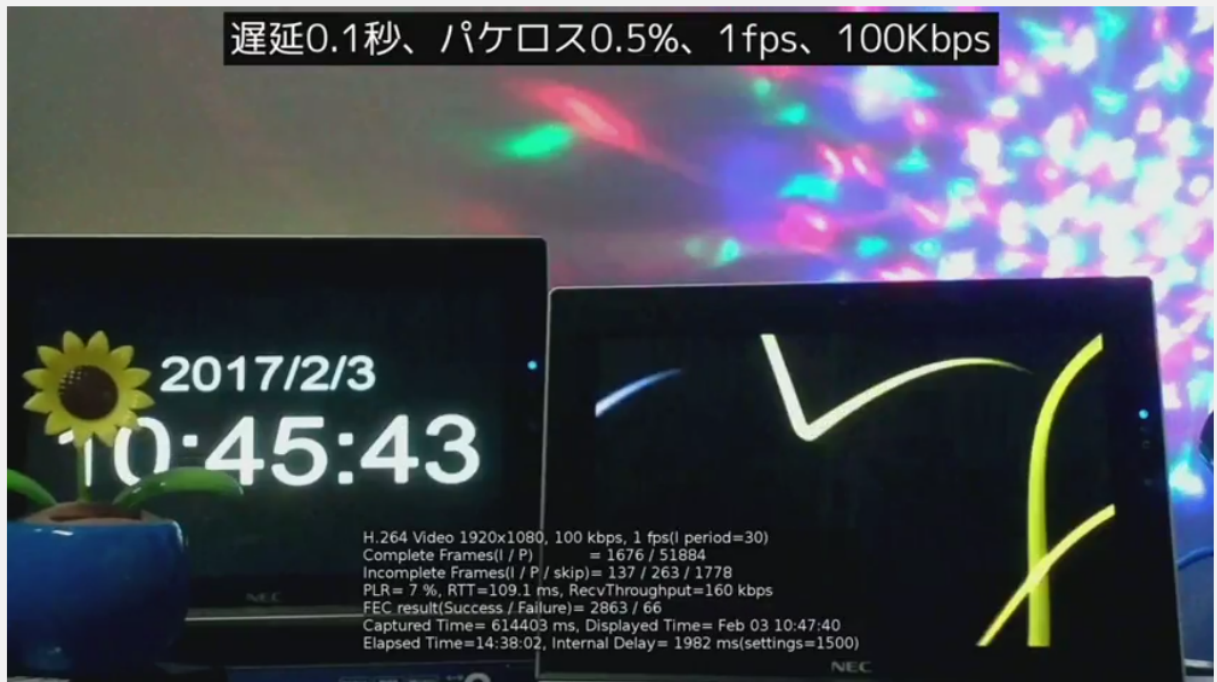 遅延0.1秒、パケロス0.5%、1fps、100Kbps
2017/2/3
10:45:43
H.264 Video 1920x1080, 100 kbps, 1 fps(I period=30)
Complete Frames(I / P) = 1676 / 51884
Incomplete Frames(I / P / skip)= 137 / 263 / 1778
PLR= 7 %, RTT=109.1 ms, RecvThroughput=160 kbps
FEC result(Success / Failure)= 2863 / 66
Captured Time= 614403 ms, Displayed Time= Feb 03 10:47:40
Elapsed Time=14:38:02, Internal Delay= 1982 ms(settings=1500)
NEC
NEC